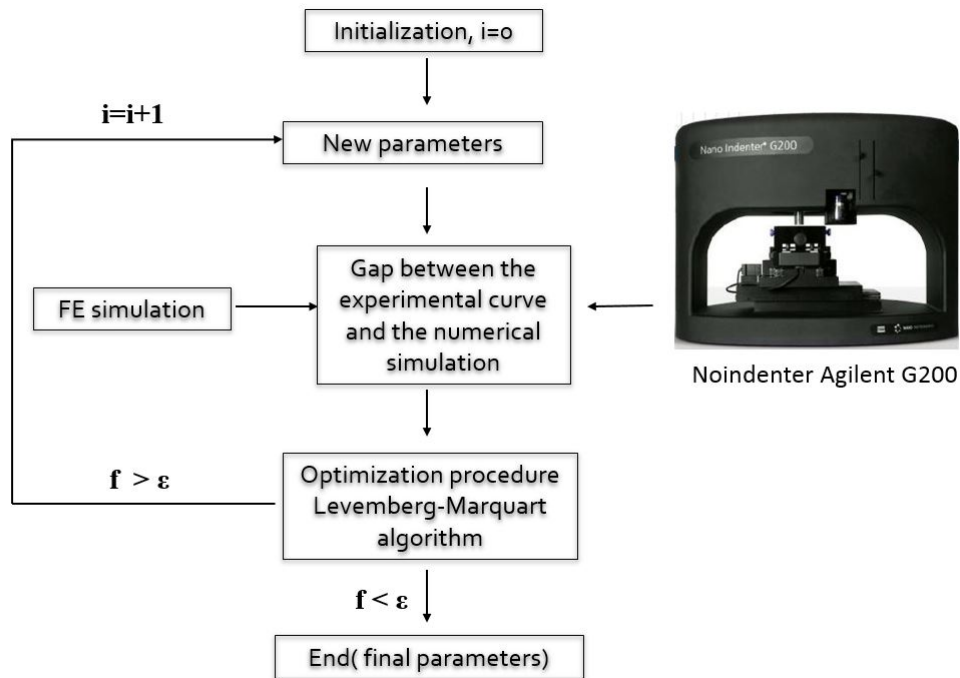 Initialization, i=0
i=i+1
New parameters
Nano Indenter® G200
Gap between the
experimental curve
and the numerical
simulation
FE simulation
Noindenter Agilent G200
f > ε
Optimization procedure
Levemberg-Marquart
algorithm
f < ε
End( final parameters)